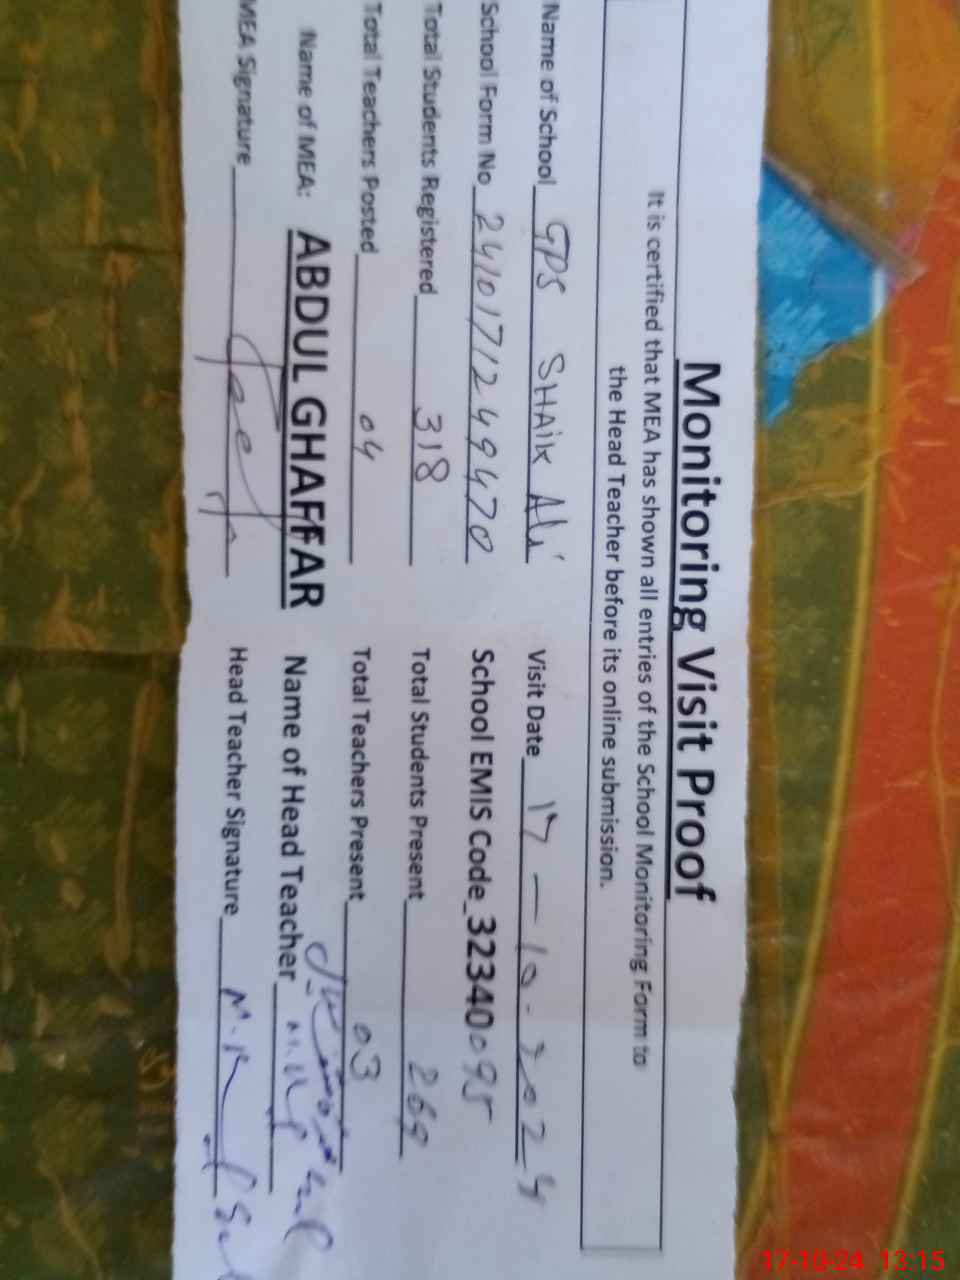 Monitoring Visit Proof
It is certified that MEA has shown all entries of the School Monitoring Form to
the Head Teacher before its online submission.
Name of School GPS SHAIK Ali Visit Date 17-10-2024
School Form No 24101712499470 School EMIS Code 32340095
Total Students Registered 318 Total Students Present 269
Total Teachers Posted 04 Total Teachers Present 03
Name of MEA: ABDUL GHAFFAR Name of Head Teacher
MEA Signature Head Teacher Signature
17-10-24 13:15